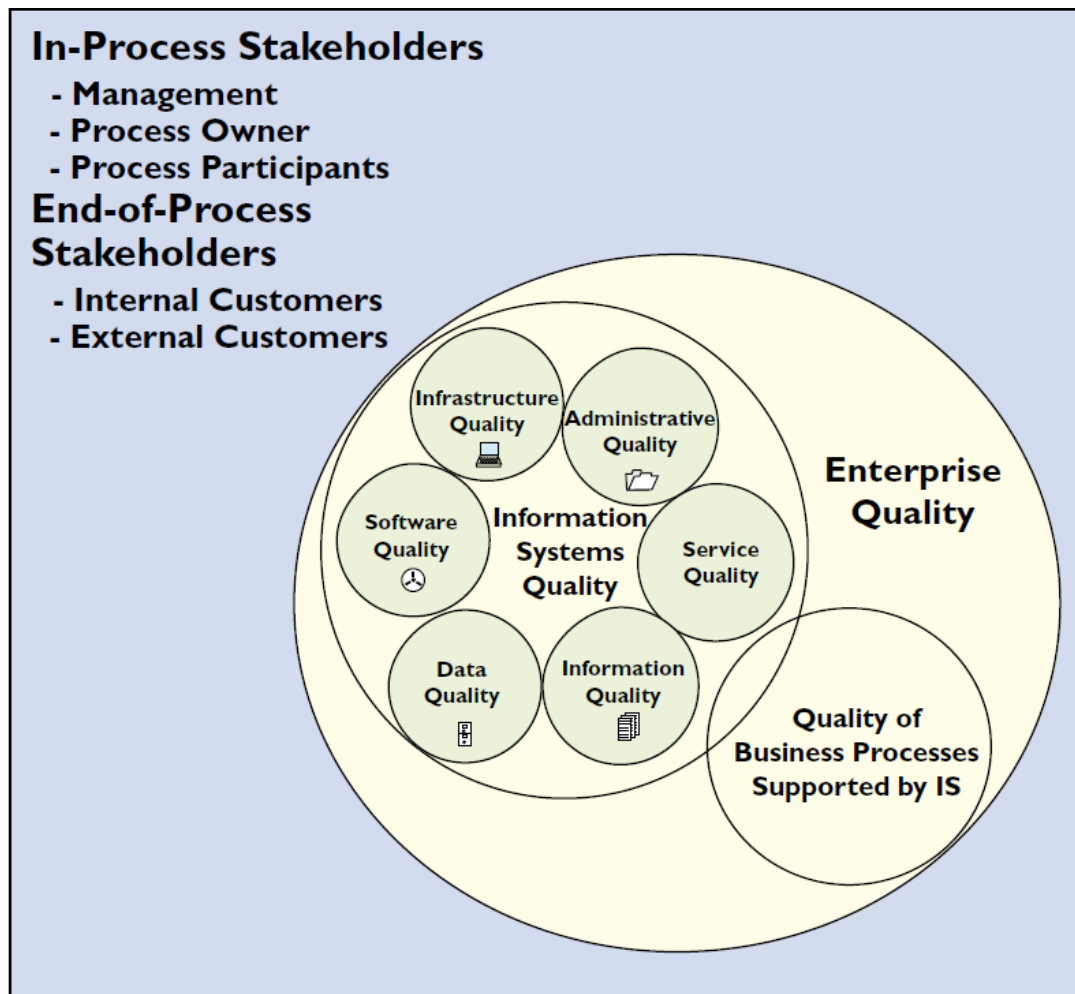 In-Process Stakeholders
- Management
- Process Owner
- Process Participants
End-of-Process
Stakeholders
- Internal Customers
- External Customers
Infrastructure
Quality
Administrative
Quality
Enterprise
Quality
Software
Quality
Information
Systems
Quality
Service
Quality
Data
Quality
Information
Quality
Quality of
Business Processes
Supported by IS